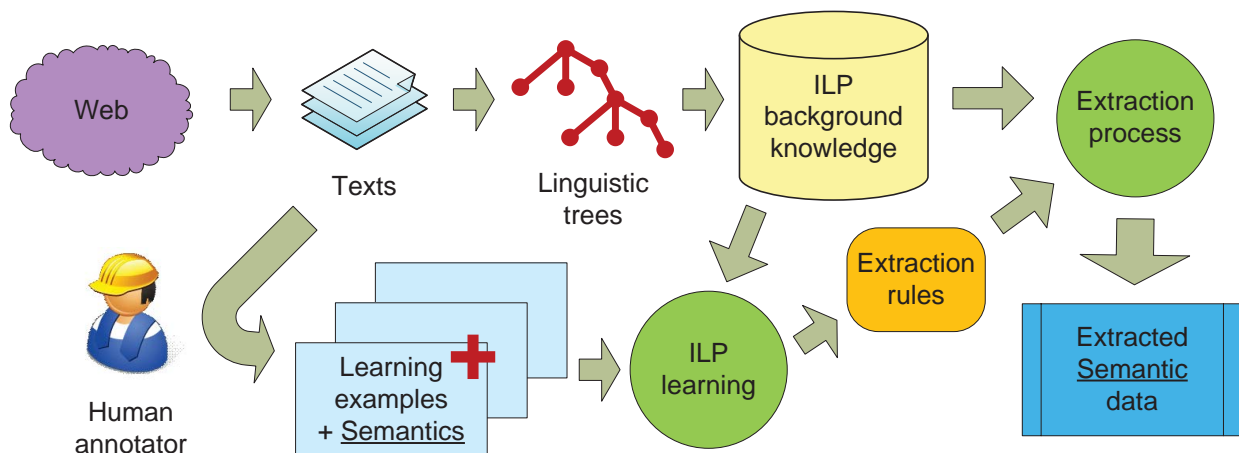 Web
Texts
Linguistic
trees
ILP
background
knowledge
Extraction
process
Human
annotator
Learning
examples
+ Semantics
ILP
learning
Extraction
rules
Extracted
Semantic
data